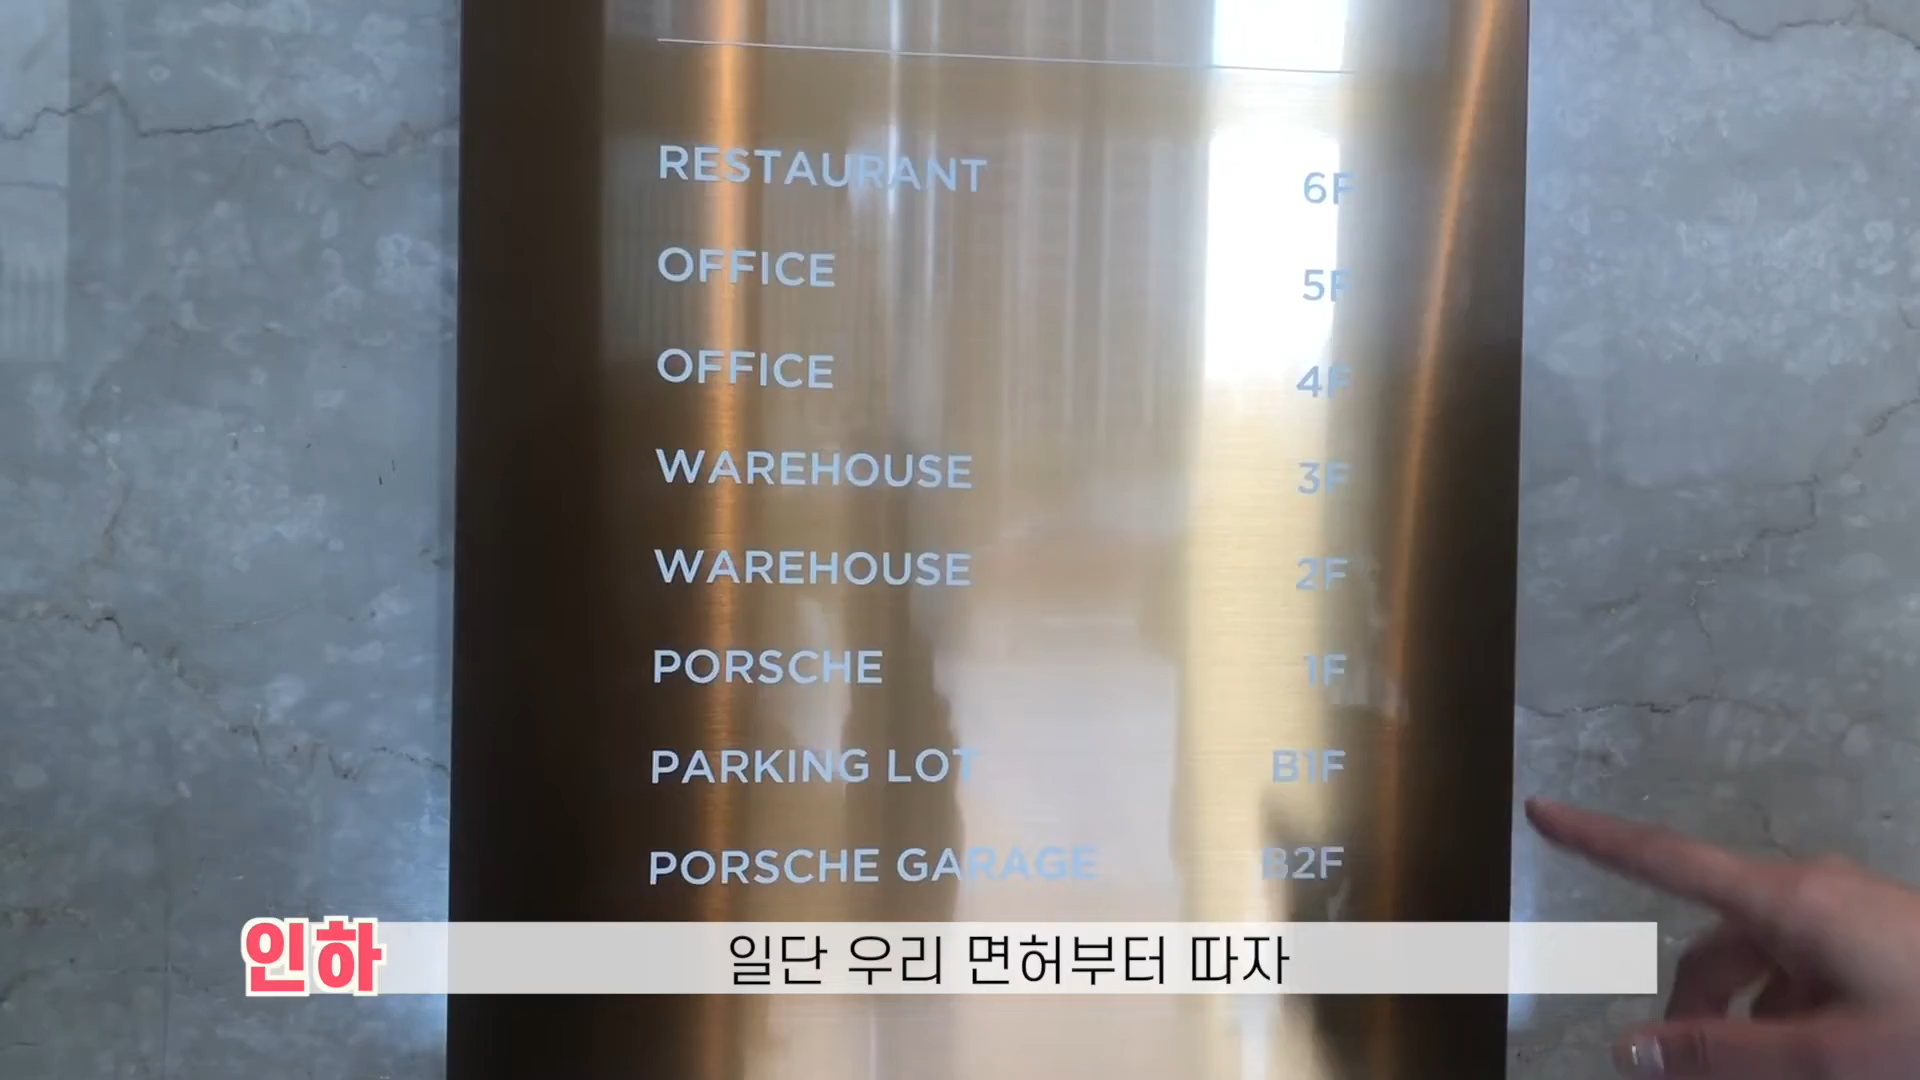 RESTAURANT 6F
OFFICE 5F
OFFICE 4F
WAREHOUSE 3F
WAREHOUSE 2F
PORSCHE 1F
PARKING LOT B1F
PORSCHE GARAGE B2F
인하 일단 우리 면허부터 따자